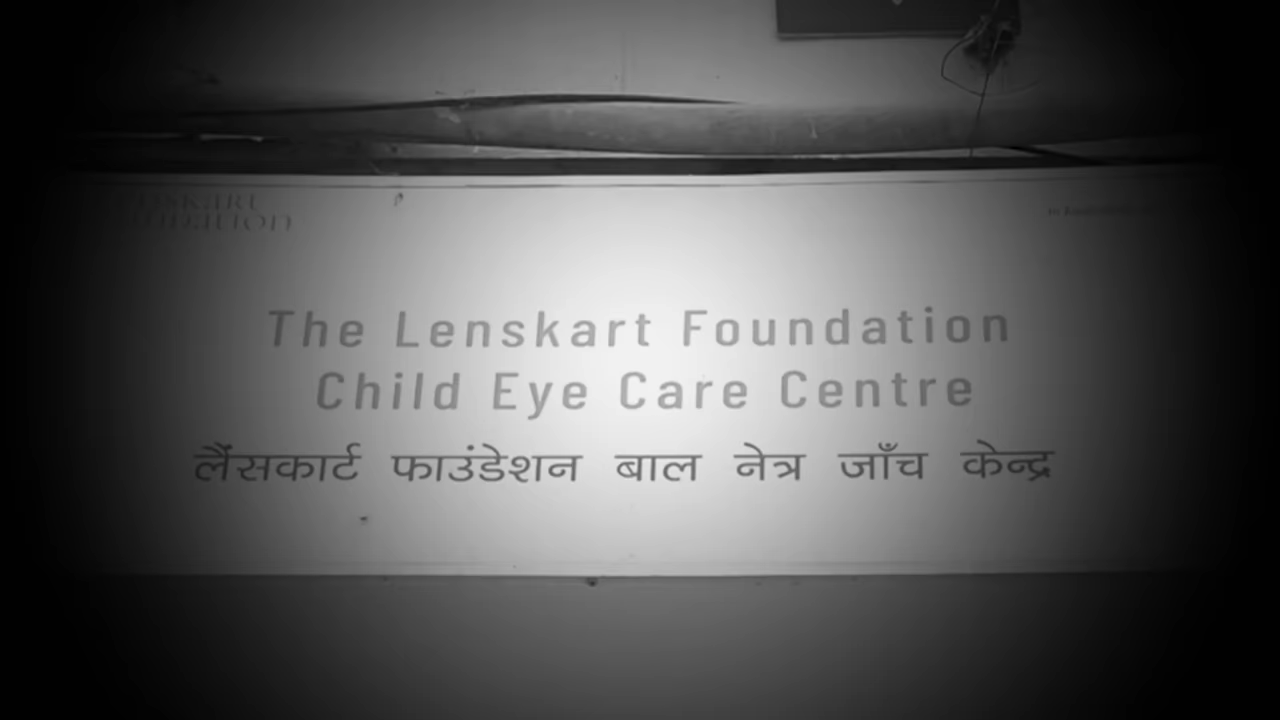 The Lenskart Foundation
Child Eye Care Centre
लैंसकार्ट फाउंडेशन बाल नेत्र जाँच केन्द्र